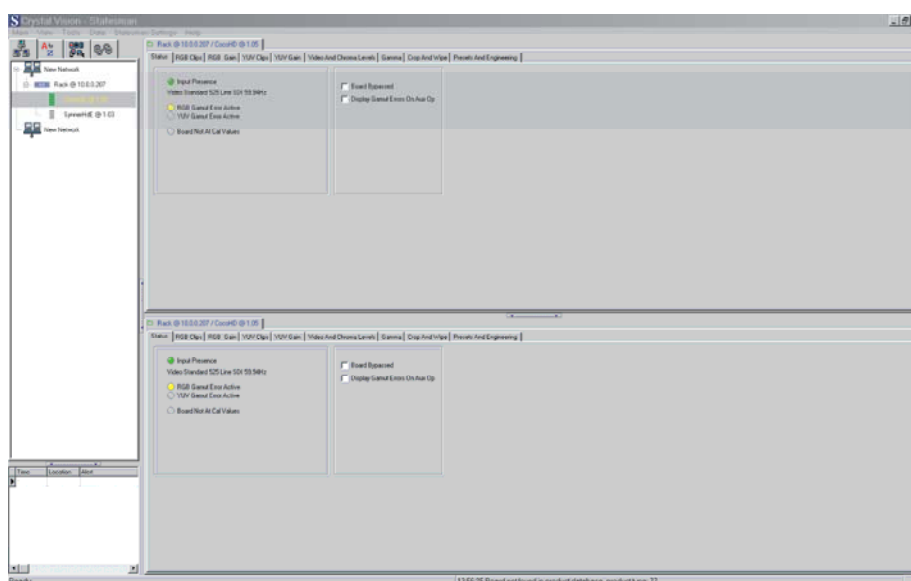 Crystal Vision - Statesman
Main View Tools Data Statesman Settings Help
New Network
Rack @ 10.0.0.207
SynnerHdE @ 1-03
New Network
Rack @ 10.0.0.207 / CocoHD @ 1.05
Status RGB Clips RGB Gain YUV Clips YUV Gain Video And Chroma Levels Gamma Crop And Wipe Presets And Engineering
Input Presence
Video Standard 525 Line SDI 59.94Hz
RGB Gamut Error Active
YUV Gamut Error Active
Board Not At Cal Values
Board Bypassed
Display Gamut Errors On Aux Op
Rack @ 10.0.0.207 / CocoHD @ 1.05
Status RGB Clips RGB Gain YUV Clips YUV Gain Video And Chroma Levels Gamma Crop And Wipe Presets And Engineering
Input Presence
Video Standard 525 Line SDI 59.94Hz
RGB Gamut Error Active
YUV Gamut Error Active
Board Not At Cal Values
Board Bypassed
Display Gamut Errors On Aux Op
Time Location Alert